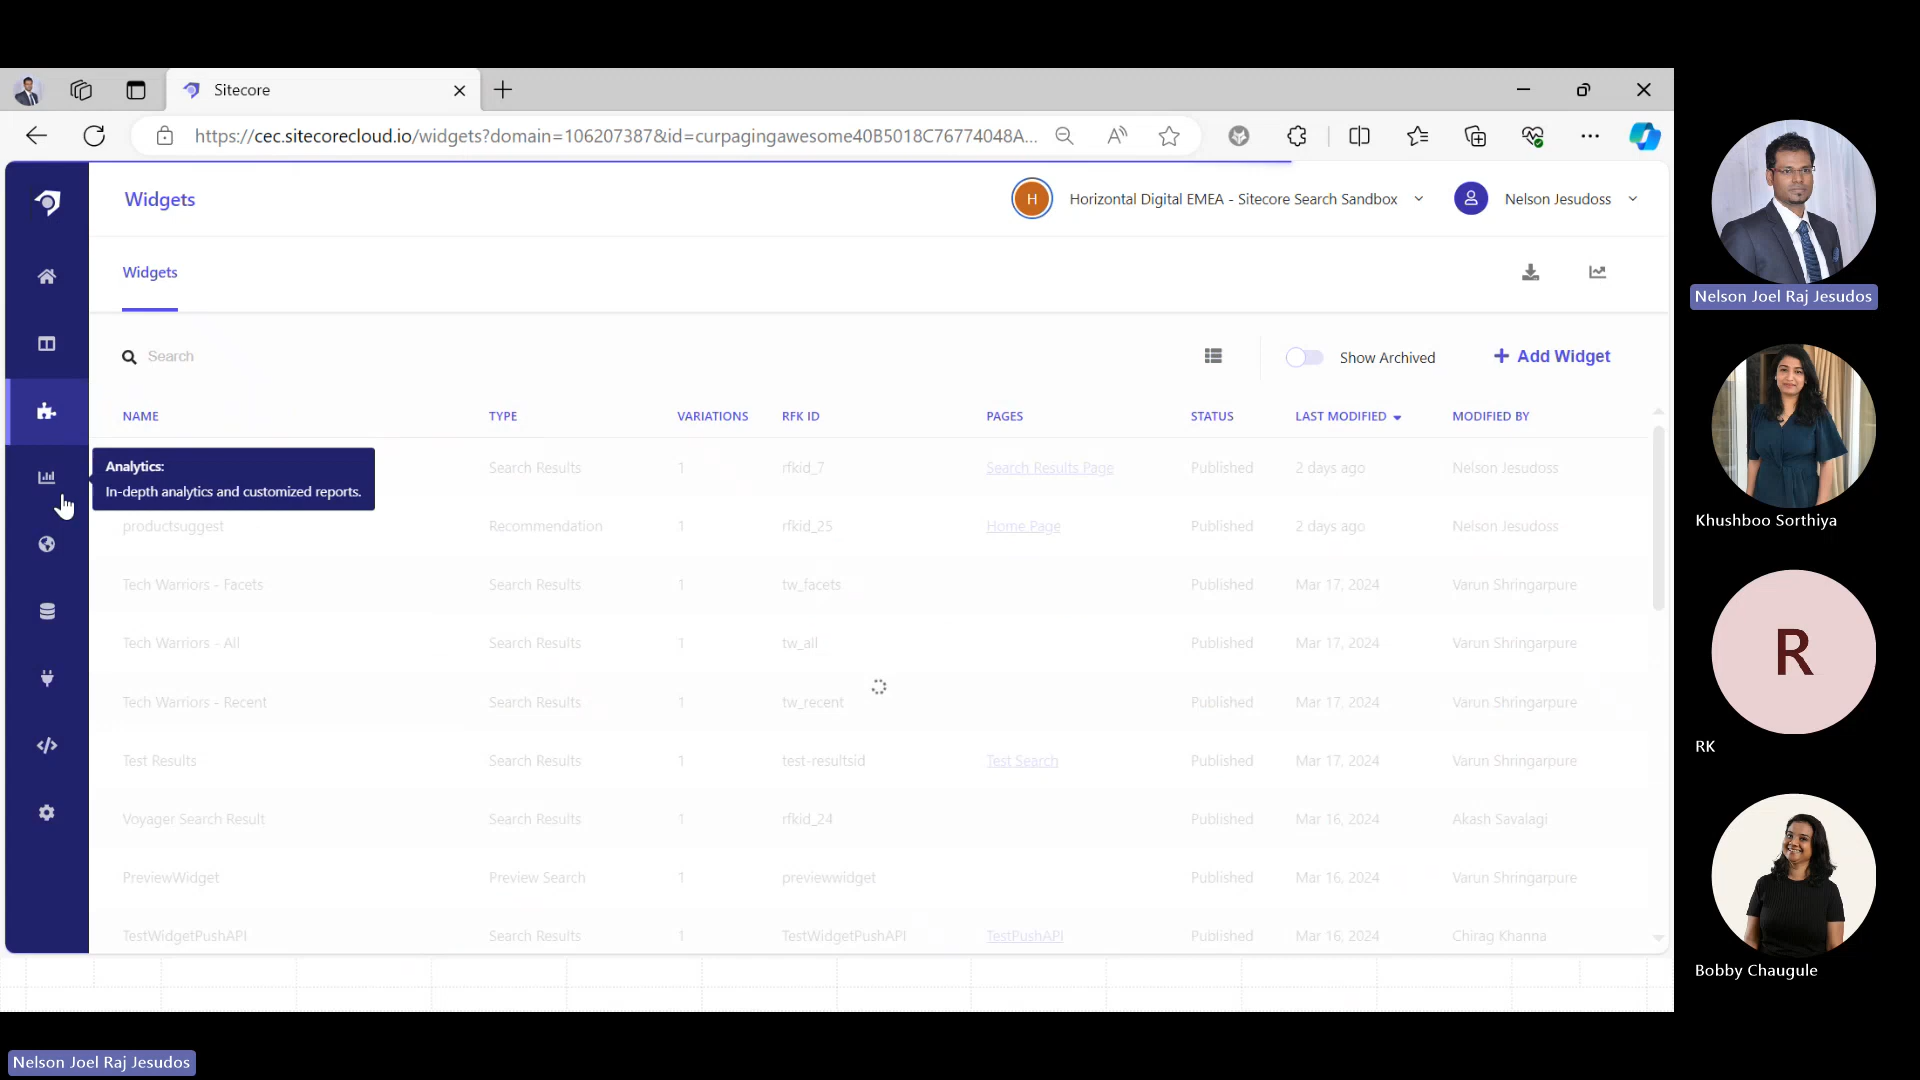 Sitecore
https://cec.sitecorecloud.io/widgets?domain=106207387&id=curpagingawesome40B5018C76774048A...
Widgets
H
Horizontal Digital EMEA - Sitecore Search Sandbox
Nelson Jesudoss
Widgets
Search
Show Archived
+ Add Widget
NAME TYPE VARIATIONS RFK ID PAGES STATUS LAST MODIFIED MODIFIED BY
Search Results 1 rfkid_7 Search Results Page Published 2 days ago Nelson Jesudoss
Analytics:
In-depth analytics and customized reports.
productsuggest Recommendation 1 rfkid_25 Home Page Published 2 days ago Nelson Jesudoss
Tech Warriors - Facets Search Results 1 tw_facets Published Mar 17, 2024 Varun Shringarpure
Tech Warriors - All Search Results 1 tw_all Published Mar 17, 2024 Varun Shringarpure
Tech Warriors - Recent Search Results 1 tw_recent Published Mar 17, 2024 Varun Shringarpure
Test Results Search Results 1 test-resultsid Test Search Published Mar 17, 2024 Varun Shringarpure
Voyager Search Result Search Results 1 rfkid_24 Published Mar 16, 2024 Akash Savalagi
PreviewWidget Preview Search 1 previewwidget Published Mar 16, 2024 Varun Shringarpure
TestWidgetPushAPI Search Results 1 TestWidgetPushAPI TestPushAPI Published Mar 16, 2024 Chirag Khanna
Nelson Joel Raj Jesudos
Khushboo Sorthiya
R
RK
Bobby Chaugule
Nelson Joel Raj Jesudos